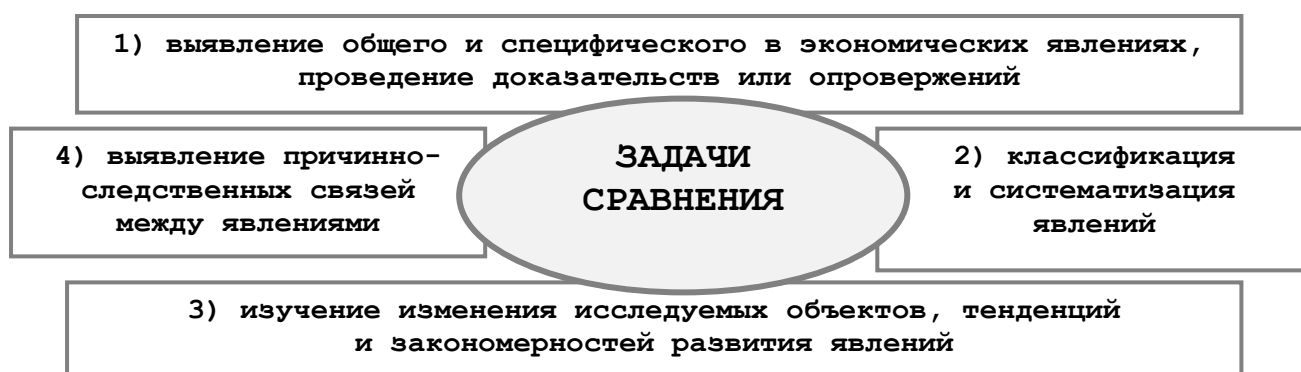 1) выявление общего и специфического в экономических явлениях,
проведение доказательств или опровержений
4) выявление причинно-
следственных связей
между явлениями
ЗАДАЧИ
СРАВНЕНИЯ
2) классификация
и систематизация
явлений
3) изучение изменения исследуемых объектов, тенденций
и закономерностей развития явлений